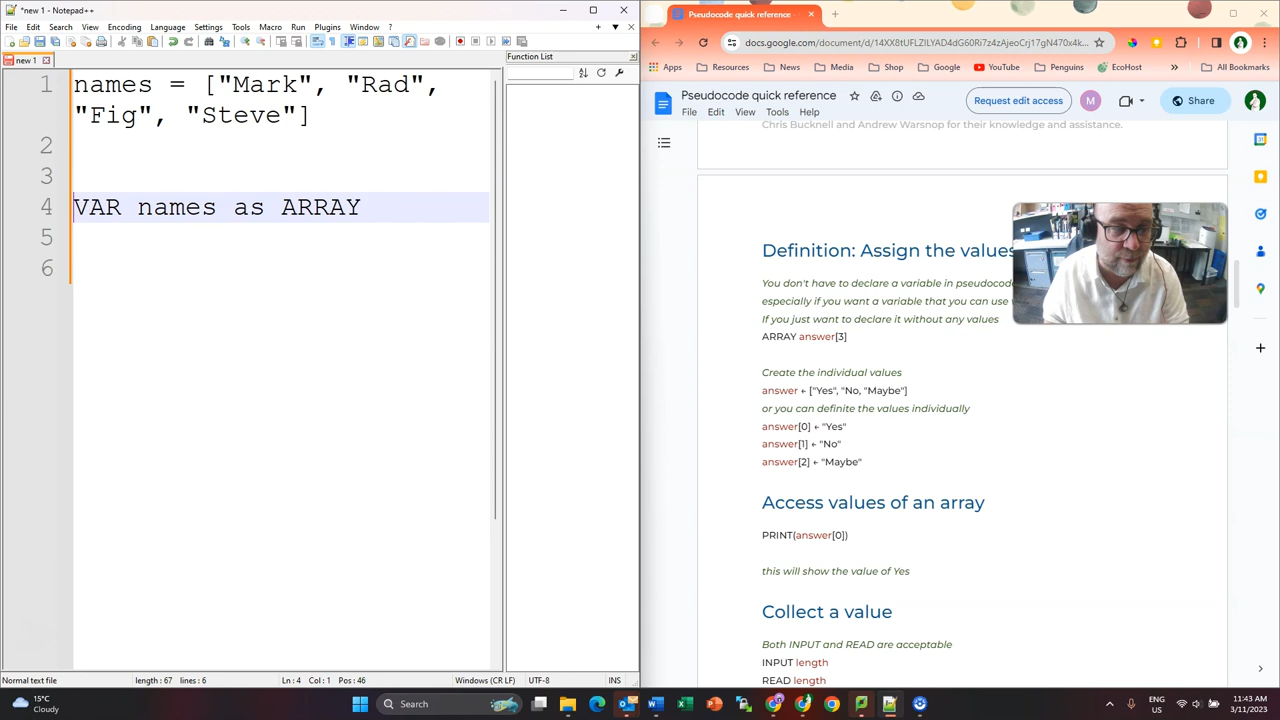 *new 1 - Notepad++
File Edit Search View Encoding Language Settings Tools Macro Run Plugins Window ?
new 1
1 names = ["Mark", "Rad",
"Fig", "Steve"]
2
3
4 VAR names as ARRAY
5
6
Function List
Normal text file length : 67 lines : 6 Ln : 4 Col : 1 Pos : 46 Windows (CR LF) UTF-8 INS
Pseudocode quick reference -
docs.google.com/document/d/14XX8tUFLZILYAD4dG60Ri7z4zAjeoCrj17gN470x4k...
Apps Resources News Media Shop Google YouTube Penguins EcoHost » All Bookmarks
Pseudocode quick reference
File Edit View Tools Help
Request edit access M Share
Chris Bucknell and Andrew Warsnop for their knowledge and assistance.
Definition: Assign the values
You don't have to declare a variable in pseudocode
especially if you want a variable that you can use
If you just want to declare it without any values
ARRAY answer[3]
Create the individual values
answer ← ["Yes", "No, "Maybe"]
or you can definite the values individually
answer[0] ← "Yes"
answer[1] ← "No"
answer[2] ← "Maybe"
Access values of an array
PRINT(answer[0])
this will show the value of Yes
Collect a value
Both INPUT and READ are acceptable
INPUT length
READ length
15°C
Cloudy
Search
ENG
US
11:43 AM
3/11/2023